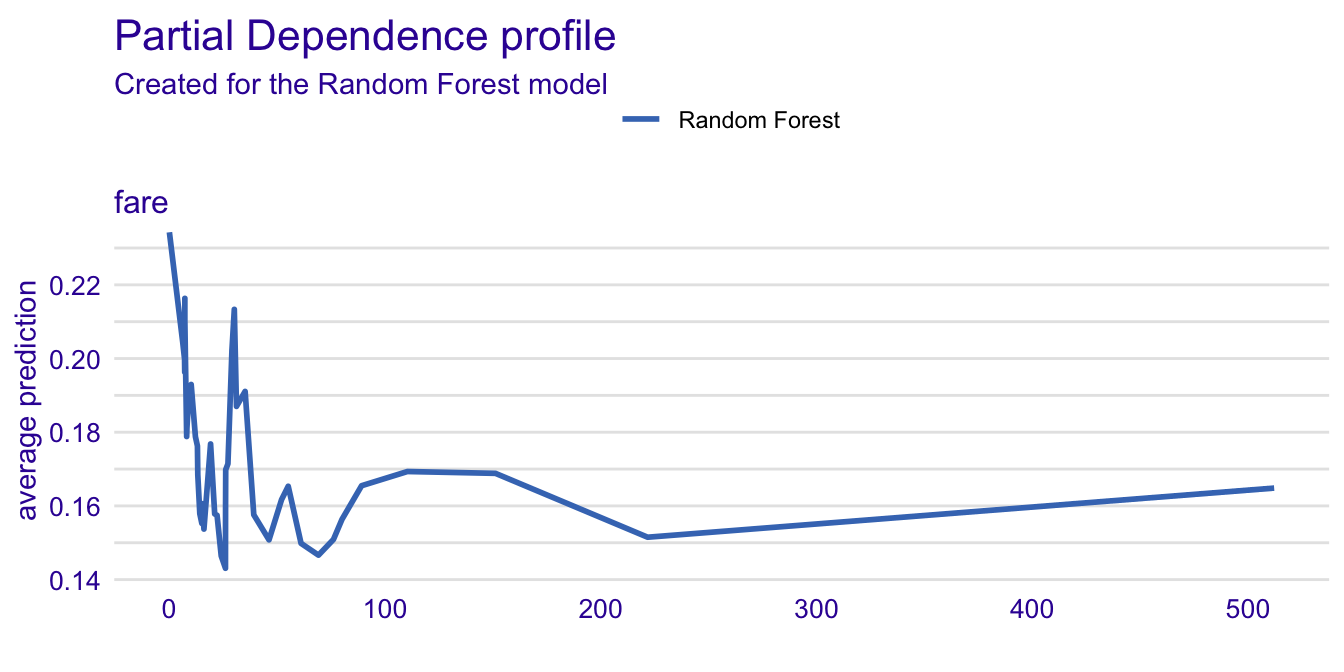 Partial Dependence profile
Created for the Random Forest model
Random Forest
fare
average prediction
0.22
0.20
0.18
0.16
0.14
0 100 200 300 400 500